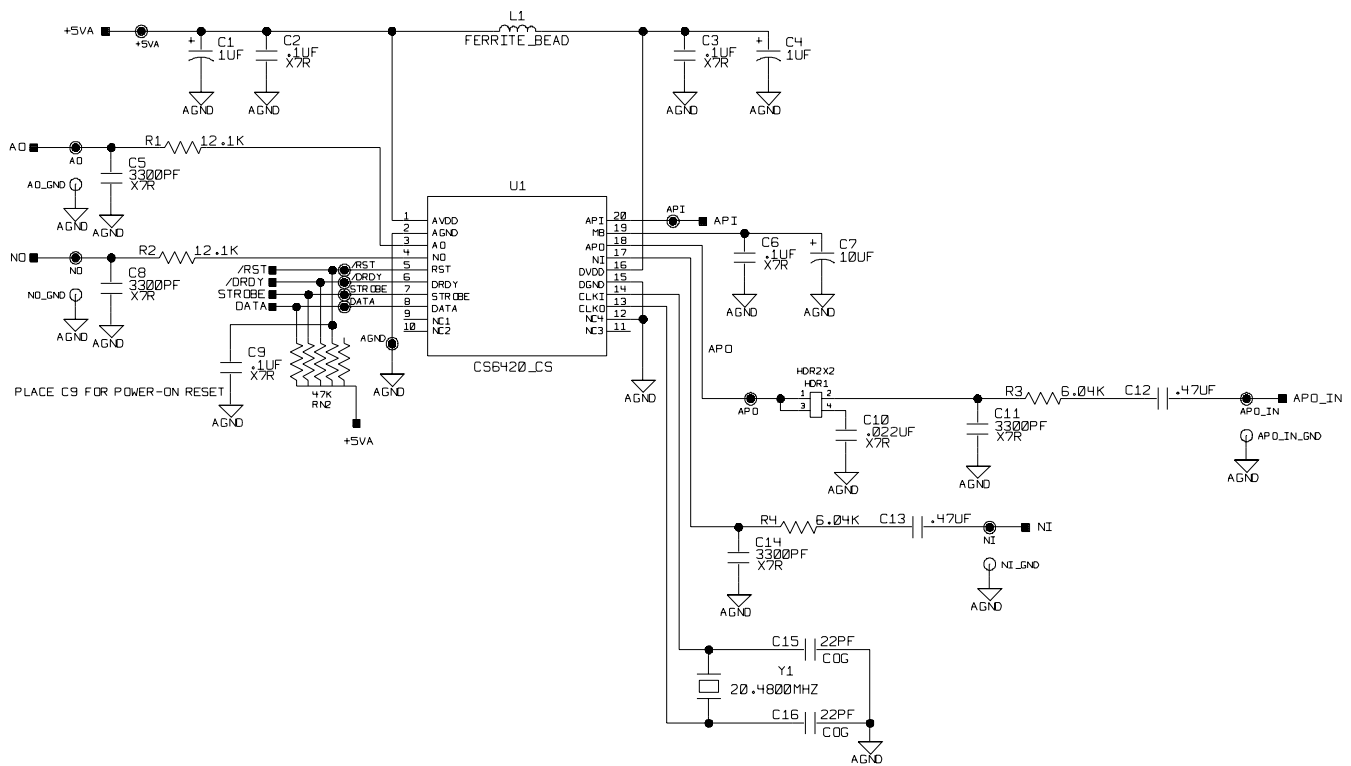 L1
FERRITE_BEAD
+5VA
+5VA
C1
1UF
C2
.1UF
X7R
C3
.1UF
X7R
C4
1UF
AGND
AGND
AGND
AGND
AO
AO
R1 12.1K
C5
3300PF
X7R
AO_GND
AGND
AGND
NO
NO
R2 12.1K
C8
3300PF
X7R
NO_GND
AGND
AGND
/RST
/DRDY
STROBE
DATA
/RST
/DRDY
STROBE
DATA
U1
1 AVDD
2 AGND
3 AO
4 NO
5 RST
6 DRDY
7 STROBE
8 DATA
9 NC1
10 NC2
API 20
MB 19
APO 18
NI 17
DVDD 16
DGND 15
CLKI 14
CLKO 13
NC4 12
NC3 11
CS6420_CS
API
API
C6
.1UF
X7R
C7
10UF
AGND
AGND
AGND
AGND
AGND
C9
.1UF
X7R
PLACE C9 FOR POWER-ON RESET
AGND
47K
RN2
+5VA
APO
APO
HDR2X2
HDR1
1 2
3 4
C10
.022UF
X7R
AGND
C11
3300PF
X7R
AGND
R3 6.04K
C12 .47UF
APO_IN
APO_IN
APO_IN_GND
AGND
R4 6.04K
C13 .47UF
NI
NI
C14
3300PF
X7R
AGND
NI_GND
AGND
C15 22PF
COG
Y1
20.4800MHZ
C16 22PF
COG
AGND